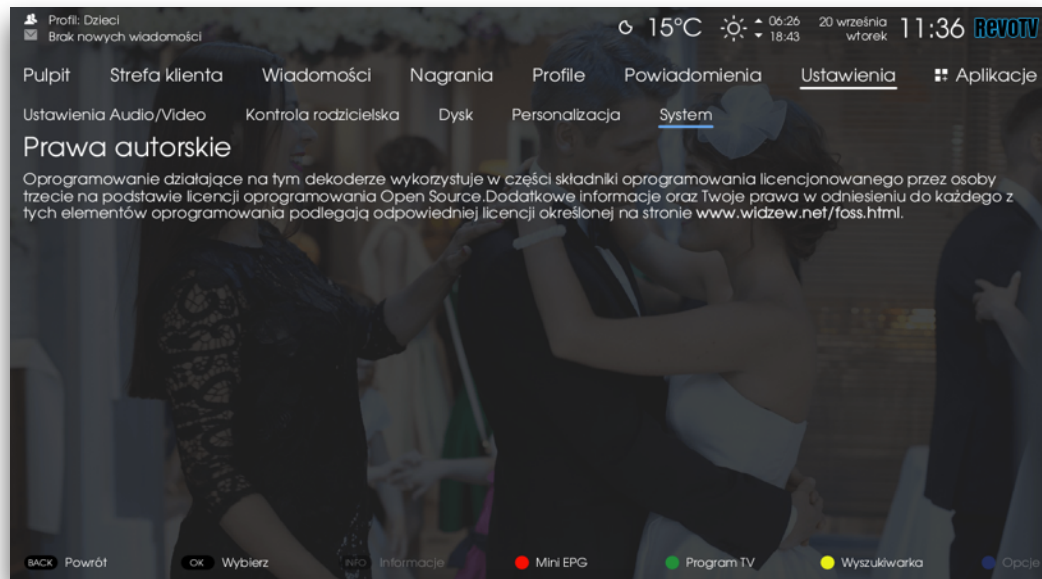 Profil: Dzieci
Brak nowych wiadomości
15°C
06:26
18:43
20 września
wtorek
11:36
REVOTV
Pulpit Strefa klienta Wiadomości Nagrania Profile Powiadomienia Ustawienia Aplikacje
Ustawienia Audio/Video Kontrola rodzicielska Dysk Personalizacja System
Prawa autorskie
Oprogramowanie działające na tym dekoderze wykorzystuje w części składniki oprogramowania licencjonowanego przez osoby
trzecie na podstawie licencji oprogramowania Open Source.Dodatkowe informacje oraz Twoje prawa w odniesieniu do każdego z
tych elementów oprogramowania podlegają odpowiedniej licencji określonej na stronie www.widzew.net/foss.html.
BACK Powrót OK Wybierz INFO Informacje Mini EPG Program TV Wyszukiwarka Opcje